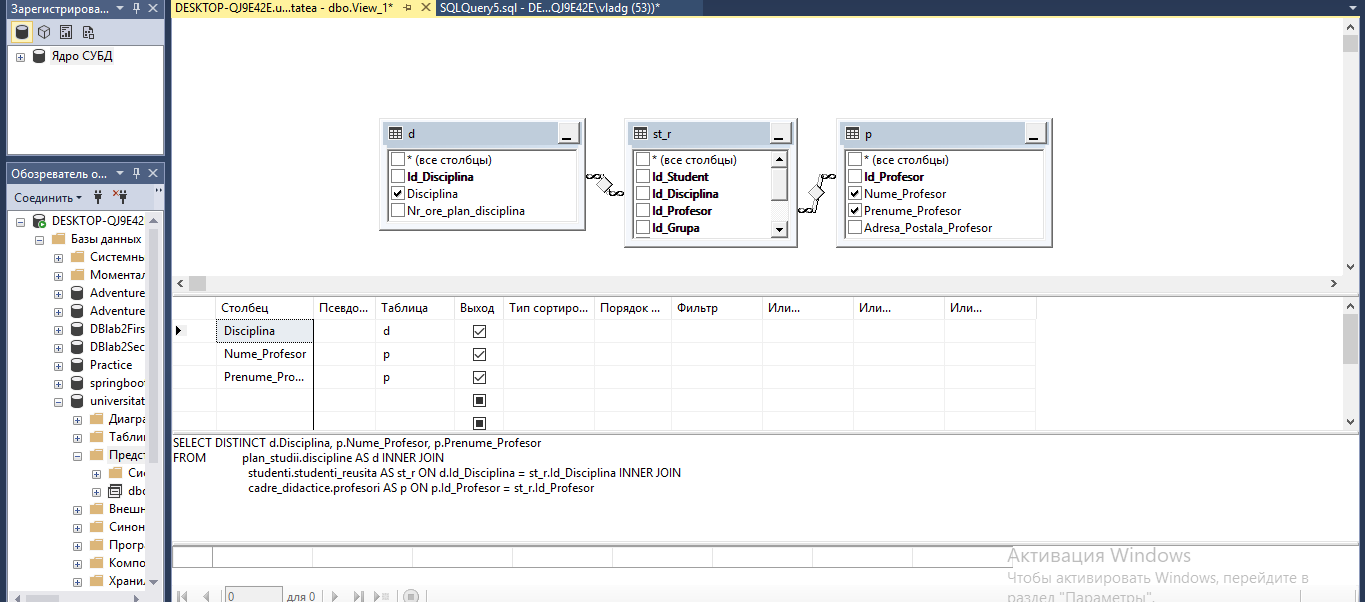 Зарегистрирова...
DESKTOP-QJ9E42E.u...tatea - dbo.View_1*
SQLQuery5.sql - DE...QJ9E42E\vladg (53))*
Ядро СУБД
Обозреватель о...
Соединить
DESKTOP-QJ9E42
Базы данных
Системны
Моментал
Adventure
Adventure
DBlab2Firs
DBlab2Sec
Practice
springboot
universitat
Диагра
Таблиц
Предст
Сис
dbo
Внешн
Синон
Прогр
Компо
Хранил
d
* (все столбцы)
Id_Disciplina
Disciplina
Nr_ore_plan_disciplina
st_r
* (все столбцы)
Id_Student
Id_Disciplina
Id_Profesor
Id_Grupa
p
* (все столбцы)
Id_Profesor
Nume_Profesor
Prenume_Profesor
Adresa_Postala_Profesor
Столбец Псевдо... Таблица Выход Тип сортиро... Порядок ... Фильтр Или... Или... Или...
Disciplina d
Nume_Profesor p
Prenume_Pro... p
SELECT DISTINCT d.Disciplina, p.Nume_Profesor, p.Prenume_Profesor
FROM plan_studii.discipline AS d INNER JOIN
studenti.studenti_reusita AS st_r ON d.Id_Disciplina = st_r.Id_Disciplina INNER JOIN
cadre_didactice.profesori AS p ON p.Id_Profesor = st_r.Id_Profesor
0 для 0
Активация Windows
Чтобы активировать Windows, перейдите в
раздел "Параметры".